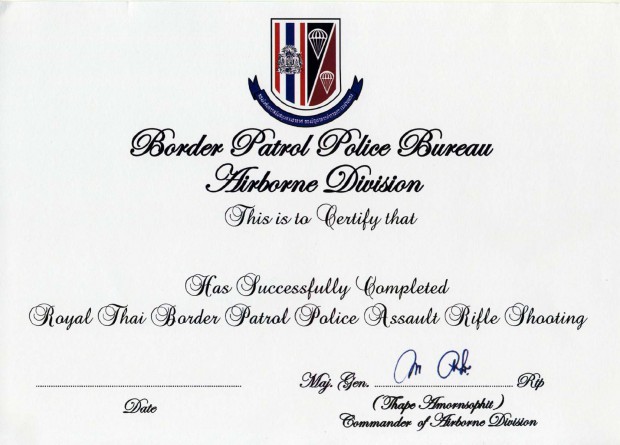 Border Patrol Police Bureau
Airborne Division
This is to Certify that
Has Successfully Completed
Royal Thai Border Patrol Police Assault Rifle Shooting
Maj. Gen. Rtp
(Thape Amornsophit)
Date
Commander of Airborne Division